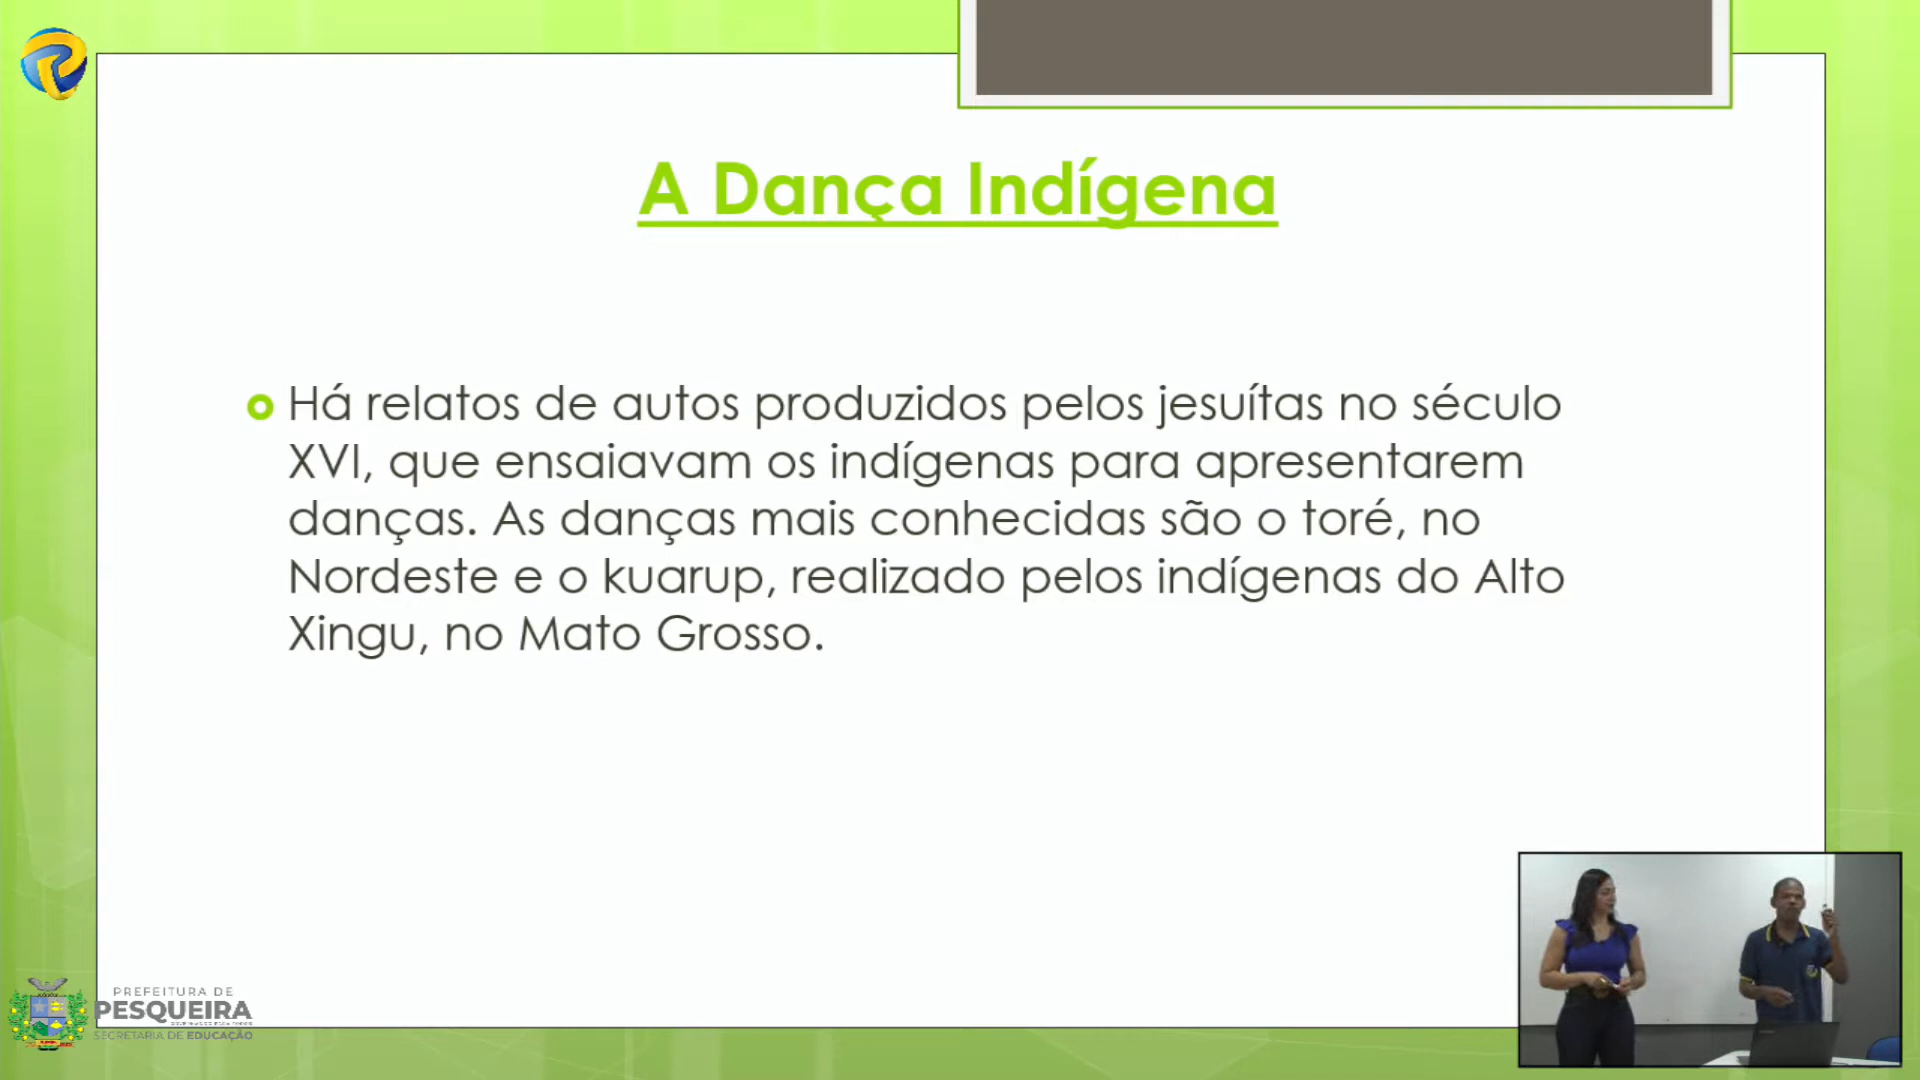 A Dança Indígena
Há relatos de autos produzidos pelos jesuítas no século
XVI, que ensaiavam os indígenas para apresentarem
danças. As danças mais conhecidas são o toré, no
Nordeste e o kuarup, realizado pelos indígenas do Alto
Xingu, no Mato Grosso.
PREFEITURA DE
PESQUEIRA
SECRETARIA DE EDUCAÇÃO